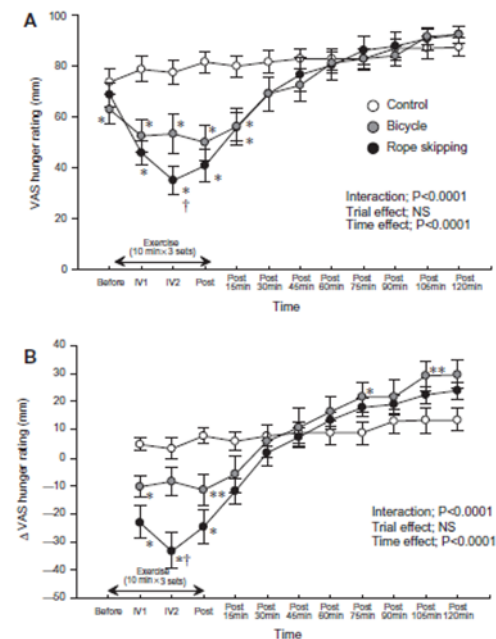 A
100
80
60
40
20
0
VAS hunger rating (mm)
* * * * *
* * * *
†
Control
Bicycle
Rope skipping
Interaction; P<0.0001
Trial effect; NS
Time effect; P<0.0001
Exercise
(10 min×3 sets)
Before IV1 IV2 Post Post Post Post Post Post Post Post Post
15min 30min 45min 60min 75min 90min 105min 120min
Time
B
40
30
20
10
0
−10
−20
−30
−40
−50
Δ VAS hunger rating (mm)
* ** * **
* *† *
Interaction; P<0.0001
Trial effect; NS
Time effect; P<0.0001
Exercise
(10 min×3 sets)
Before IV1 IV2 Post Post Post Post Post Post Post Post Post
15min 30min 45min 60min 75min 90min 105min 120min
Time